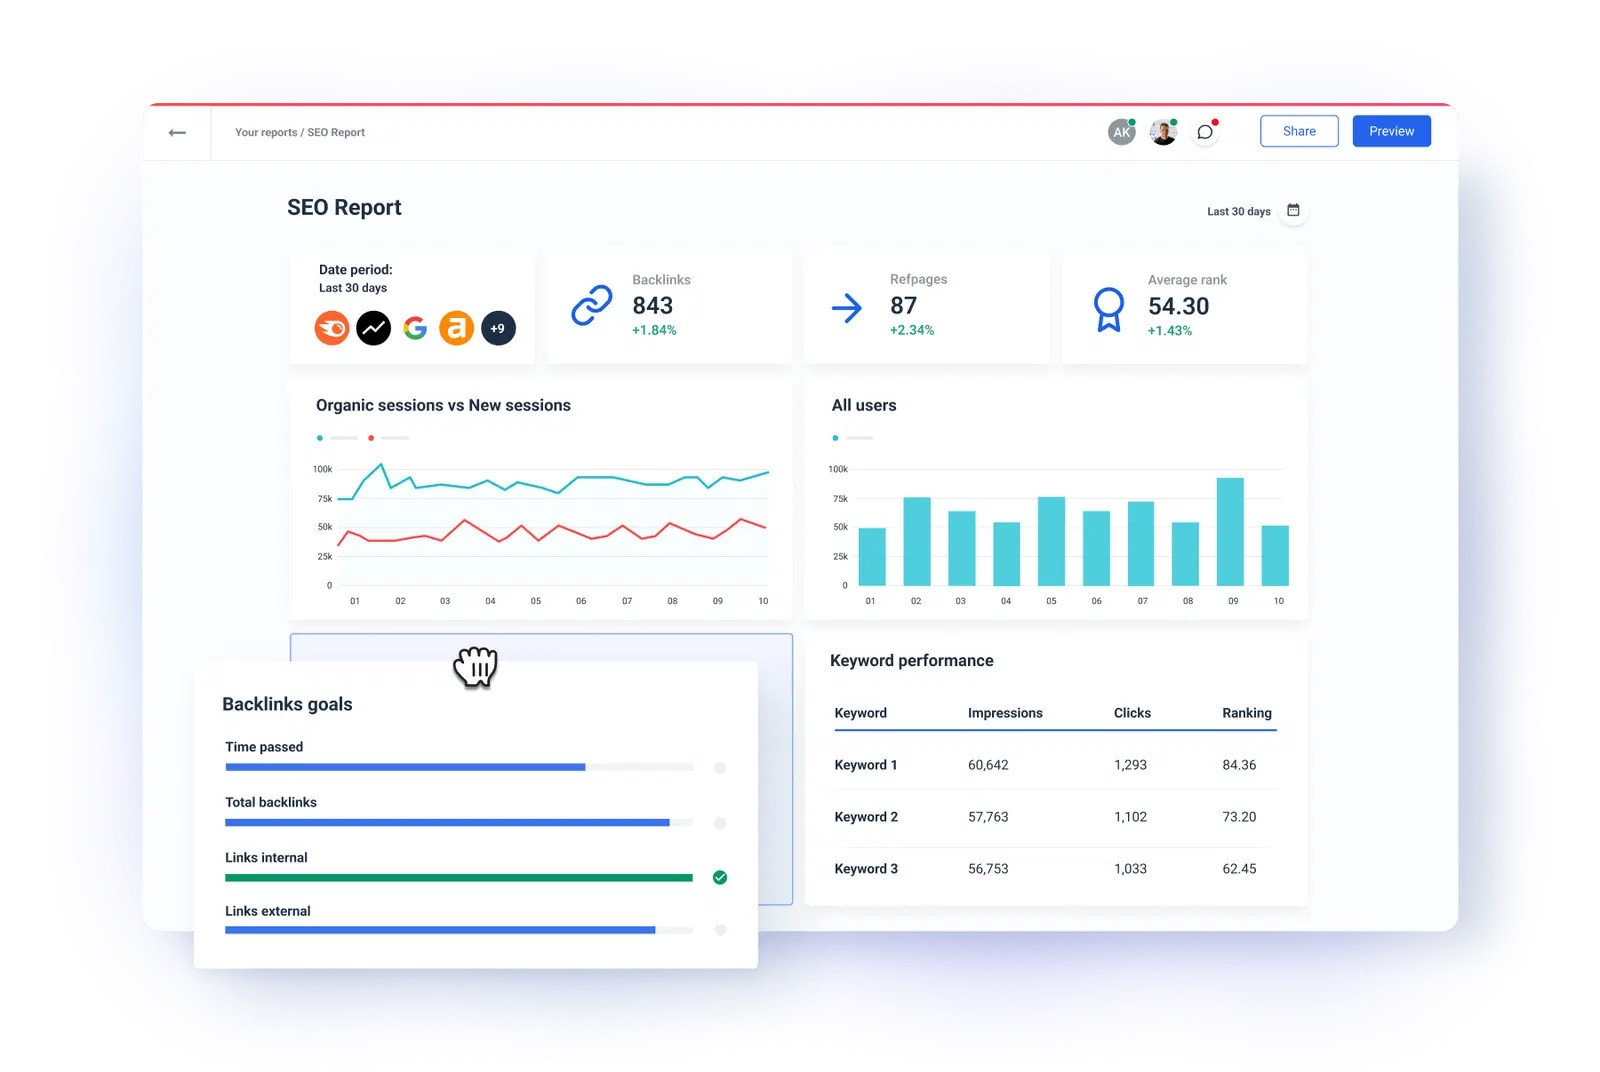 Your reports / SEO Report
AK
Share
Preview
SEO Report
Last 30 days
Date period:
Last 30 days
a
+9
Backlinks
843
+1.84%
Refpages
87
+2.34%
Average rank
54.30
+1.43%
Organic sessions vs New sessions
100k
75k
50k
25k
0
01 02 03 04 05 06 07 08 09 10
All users
100k
75k
50k
25k
0
01 02 03 04 05 06 07 08 09 10
Backlinks goals
Time passed
Total backlinks
Links internal
Links external
Keyword performance
Keyword Impressions Clicks Ranking
Keyword 1 60,642 1,293 84.36
Keyword 2 57,763 1,102 73.20
Keyword 3 56,753 1,033 62.45